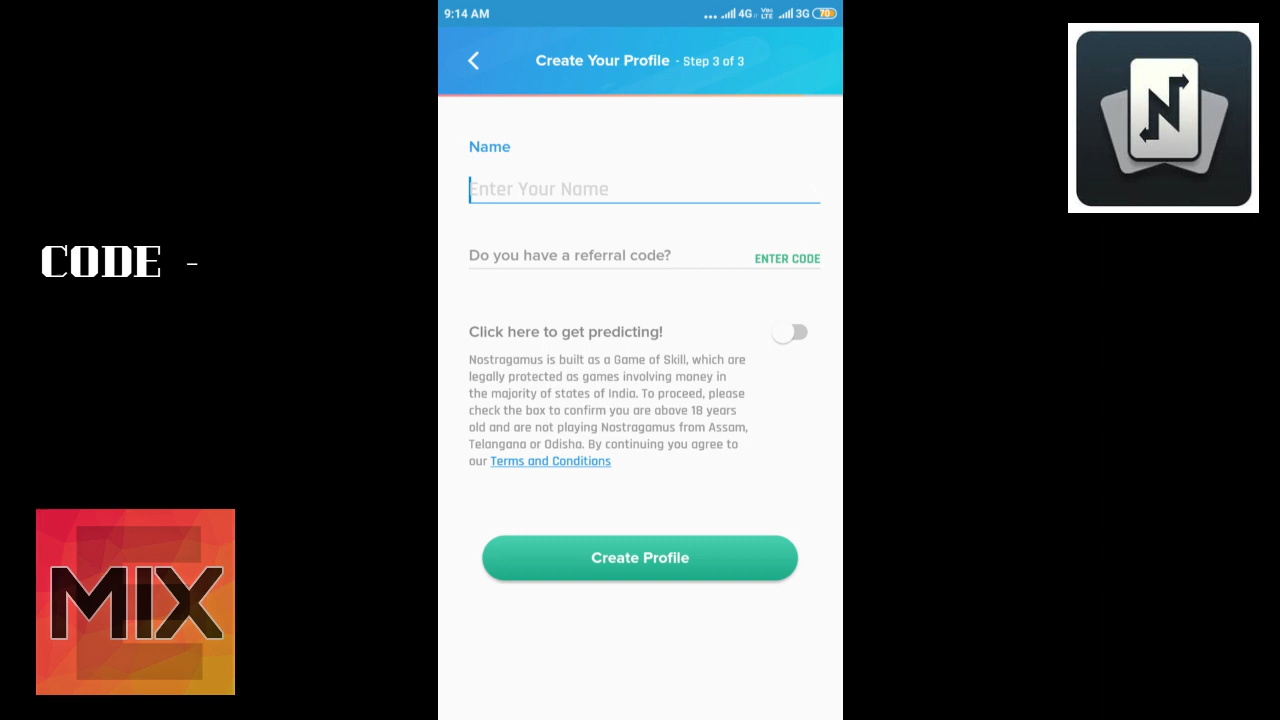 9:14 AM
4G
Vo
LTE
3G
70
Create Your Profile - Step 3 of 3
N
Name
Enter Your Name
CODE -
Do you have a referral code?
ENTER CODE
Click here to get predicting!
Nostragamus is built as a Game of Skill, which are
legally protected as games involving money in
the majority of states of India. To proceed, please
check the box to confirm you are above 18 years
old and are not playing Nostragamus from Assam,
Telangana or Odisha. By continuing you agree to
our Terms and Conditions
Create Profile
E
MIX